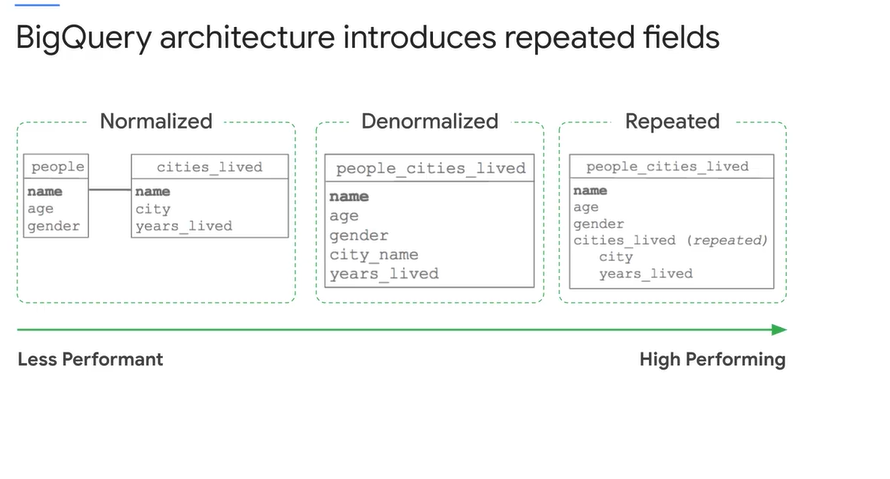 BigQuery architecture introduces repeated fields
Normalized
people
name
age
gender
cities_lived
name
city
years_lived
Denormalized
people_cities_lived
name
age
gender
city_name
years_lived
Repeated
people_cities_lived
name
age
gender
cities_lived (repeated)
city
years_lived
Less Performant
High Performing